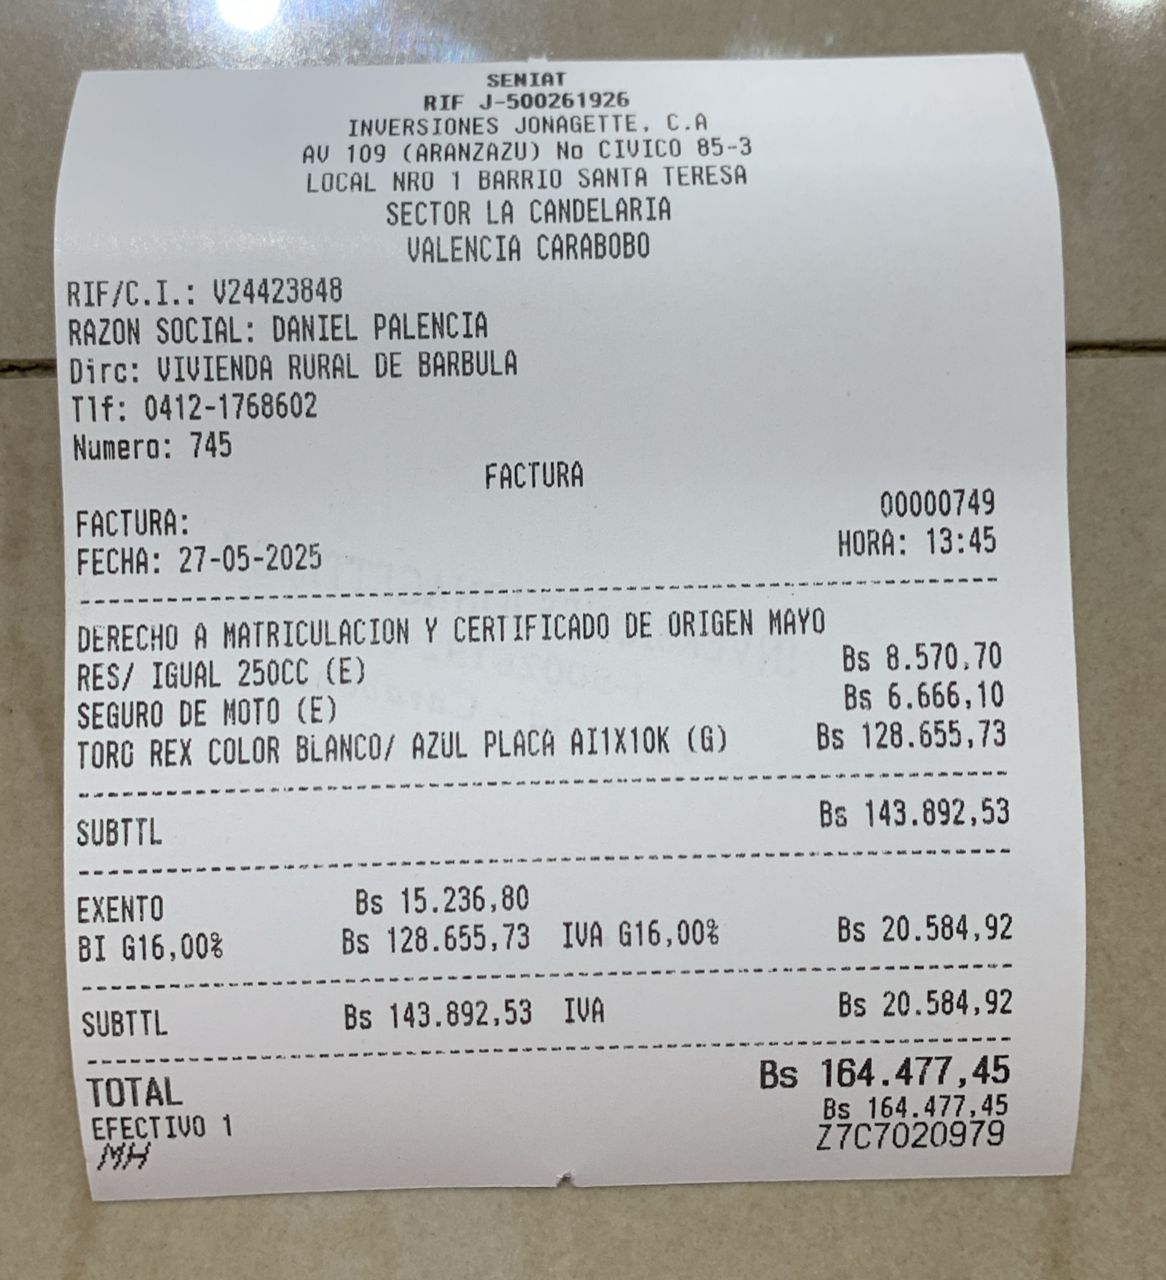 SENIAT
RIF J-500261926
INVERSIONES JONAGETTE, C.A
AV 109 (ARANZAZU) No CIVICO 85-3
LOCAL NRO 1 BARRIO SANTA TERESA
SECTOR LA CANDELARIA
VALENCIA CARABOBO
RIF/C.I.: V24423848
RAZON SOCIAL: DANIEL PALENCIA
Dirc: VIVIENDA RURAL DE BARBULA
Tlf: 0412-1768602
Numero: 745
FACTURA
FACTURA: 00000749
FECHA: 27-05-2025 HORA: 13:45
DERECHO A MATRICULACION Y CERTIFICADO DE ORIGEN MAYO
RES/ IGUAL 250CC (E) Bs 8.570,70
SEGURO DE MOTO (E) Bs 6.666,10
TORO REX COLOR BLANCO/ AZUL PLACA AI1X10K (G) Bs 128.655,73
SUBTTL Bs 143.892,53
EXENTO Bs 15.236,80
BI G16,00% Bs 128.655,73 IVA G16,00% Bs 20.584,92
SUBTTL Bs 143.892,53 IVA Bs 20.584,92
TOTAL Bs 164.477,45
EFECTIVO 1 Bs 164.477,45
MH Z7C7020979